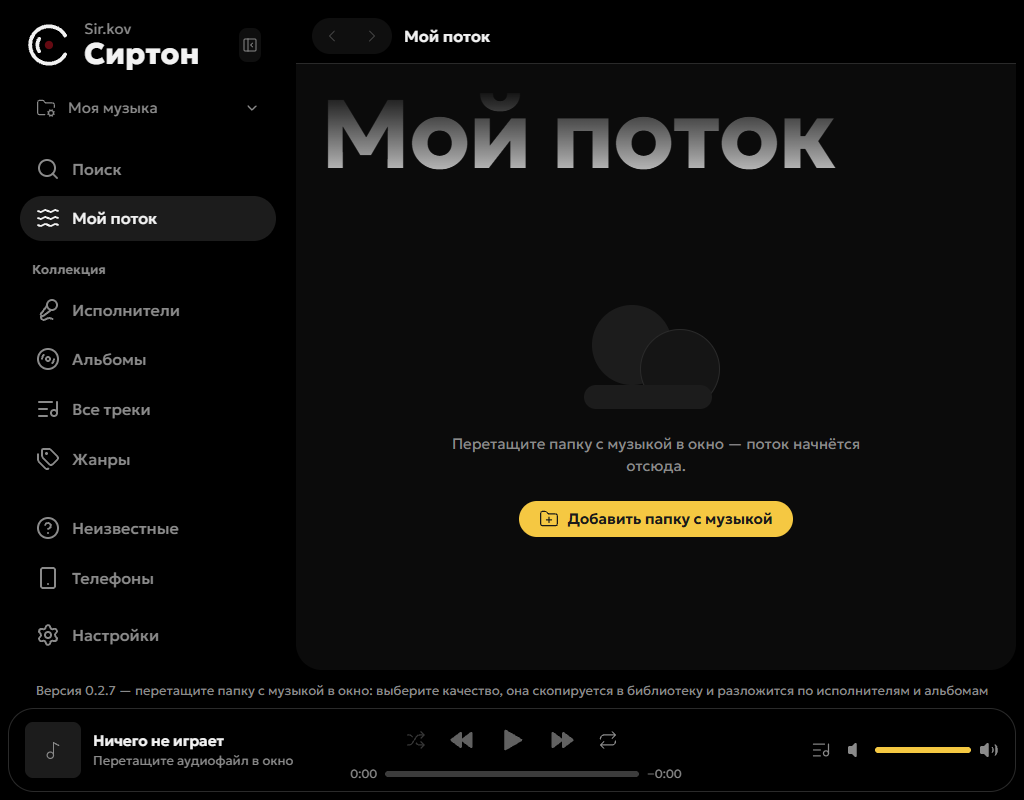 Sir.kov
Сиртон
Моя музыка
Поиск
Мой поток
Коллекция
Исполнители
Альбомы
Все треки
Жанры
Неизвестные
Телефоны
Настройки
Мой поток
Мой поток
Перетащите папку с музыкой в окно — поток начнётся
отсюда.
Добавить папку с музыкой
Версия 0.2.7 — перетащите папку с музыкой в окно: выберите качество, она скопируется в библиотеку и разложится по исполнителям и альбомам
Ничего не играет
Перетащите аудиофайл в окно
0:00
−0:00